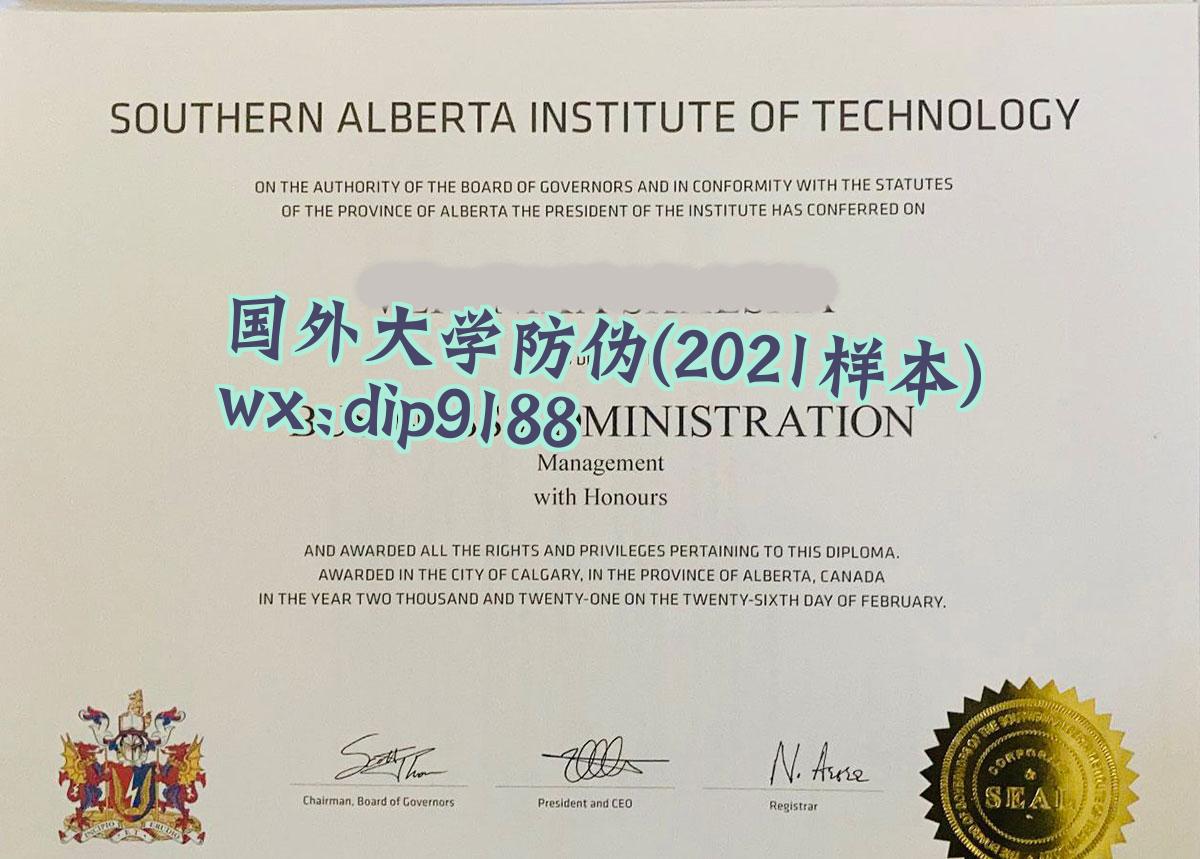 SOUTHERN ALBERTA INSTITUTE OF TECHNOLOGY
ON THE AUTHORITY OF THE BOARD OF GOVERNORS AND IN CONFORMITY WITH THE STATUTES
OF THE PROVINCE OF ALBERTA THE PRESIDENT OF THE INSTITUTE HAS CONFERRED ON
国外大学防伪(2021样本)
wx:dip9188
BUSINESS ADMINISTRATION
Management
with Honours
AND AWARDED ALL THE RIGHTS AND PRIVILEGES PERTAINING TO THIS DIPLOMA.
AWARDED IN THE CITY OF CALGARY, IN THE PROVINCE OF ALBERTA, CANADA
IN THE YEAR TWO THOUSAND AND TWENTY-ONE ON THE TWENTY-SIXTH DAY OF FEBRUARY.
Chairman, Board of Governors
President and CEO
N. Arora
Registrar
CORPORATE
SEAL